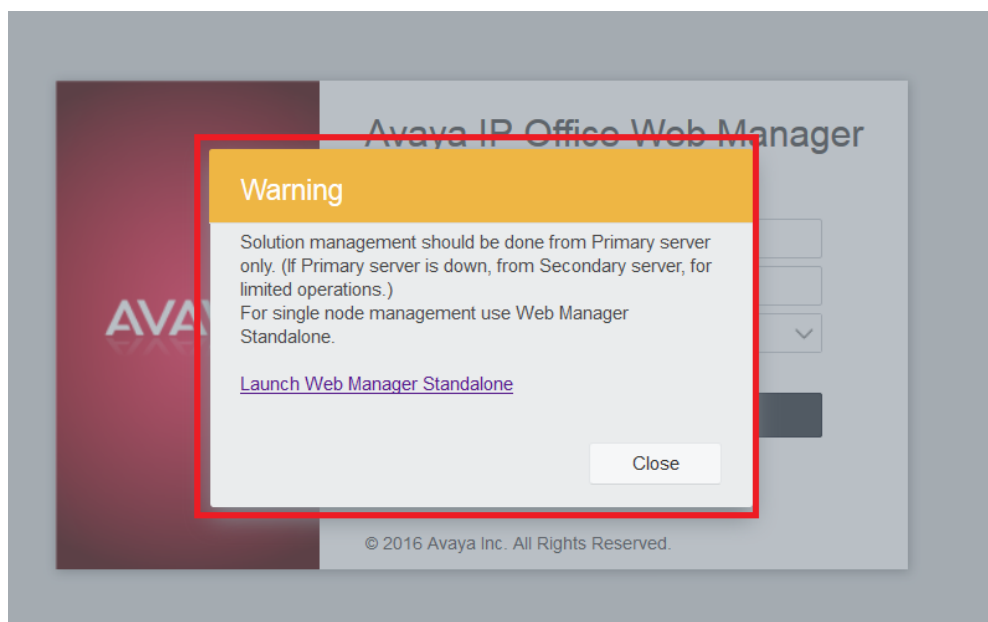 Avaya IP Office Web Manager
Warning
Solution management should be done from Primary server
only. (If Primary server is down, from Secondary server, for
limited operations.)
For single node management use Web Manager
Standalone.
Launch Web Manager Standalone
Close
AVA
© 2016 Avaya Inc. All Rights Reserved.